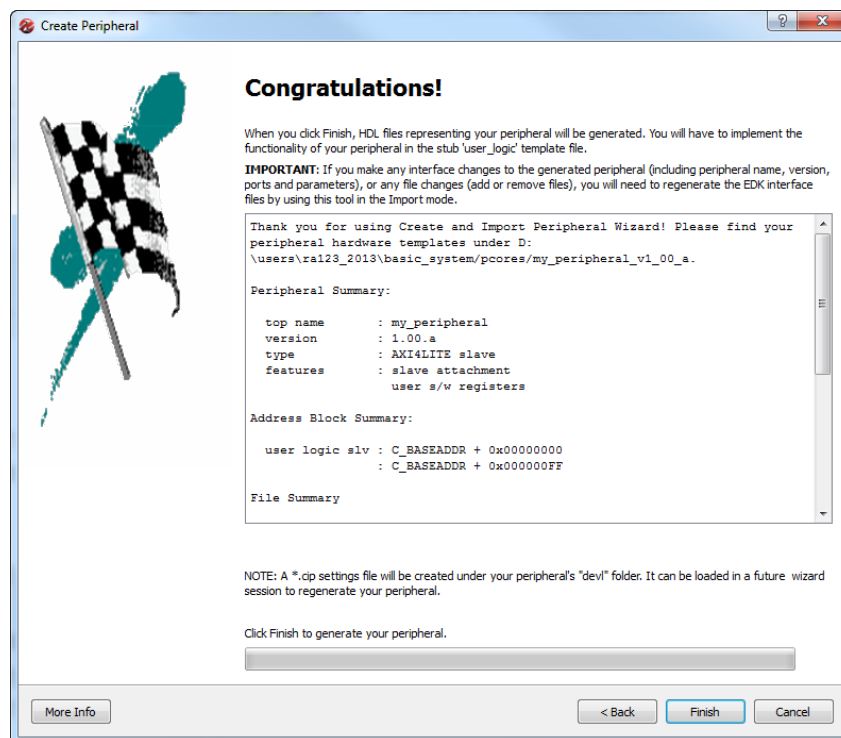 Create Peripheral
?
Congratulations!
When you click Finish, HDL files representing your peripheral will be generated. You will have to implement the
functionality of your peripheral in the stub 'user_logic' template file.
IMPORTANT: If you make any interface changes to the generated peripheral (including peripheral name, version,
ports and parameters), or any file changes (add or remove files), you will need to regenerate the EDK interface
files by using this tool in the Import mode.
Thank you for using Create and Import Peripheral Wizard! Please find your
peripheral hardware templates under D:
\users\ra123_2013\basic_system/pcores/my_peripheral_v1_00_a.
Peripheral Summary:
top name : my_peripheral
version : 1.00.a
type : AXI4LITE slave
features : slave attachment
user s/w registers
Address Block Summary:
user logic slv : C_BASEADDR + 0x00000000
: C_BASEADDR + 0x000000FF
File Summary
NOTE: A *.cip settings file will be created under your peripheral's "devl" folder. It can be loaded in a future wizard
session to regenerate your peripheral.
Click Finish to generate your peripheral.
More Info
< Back
Finish
Cancel